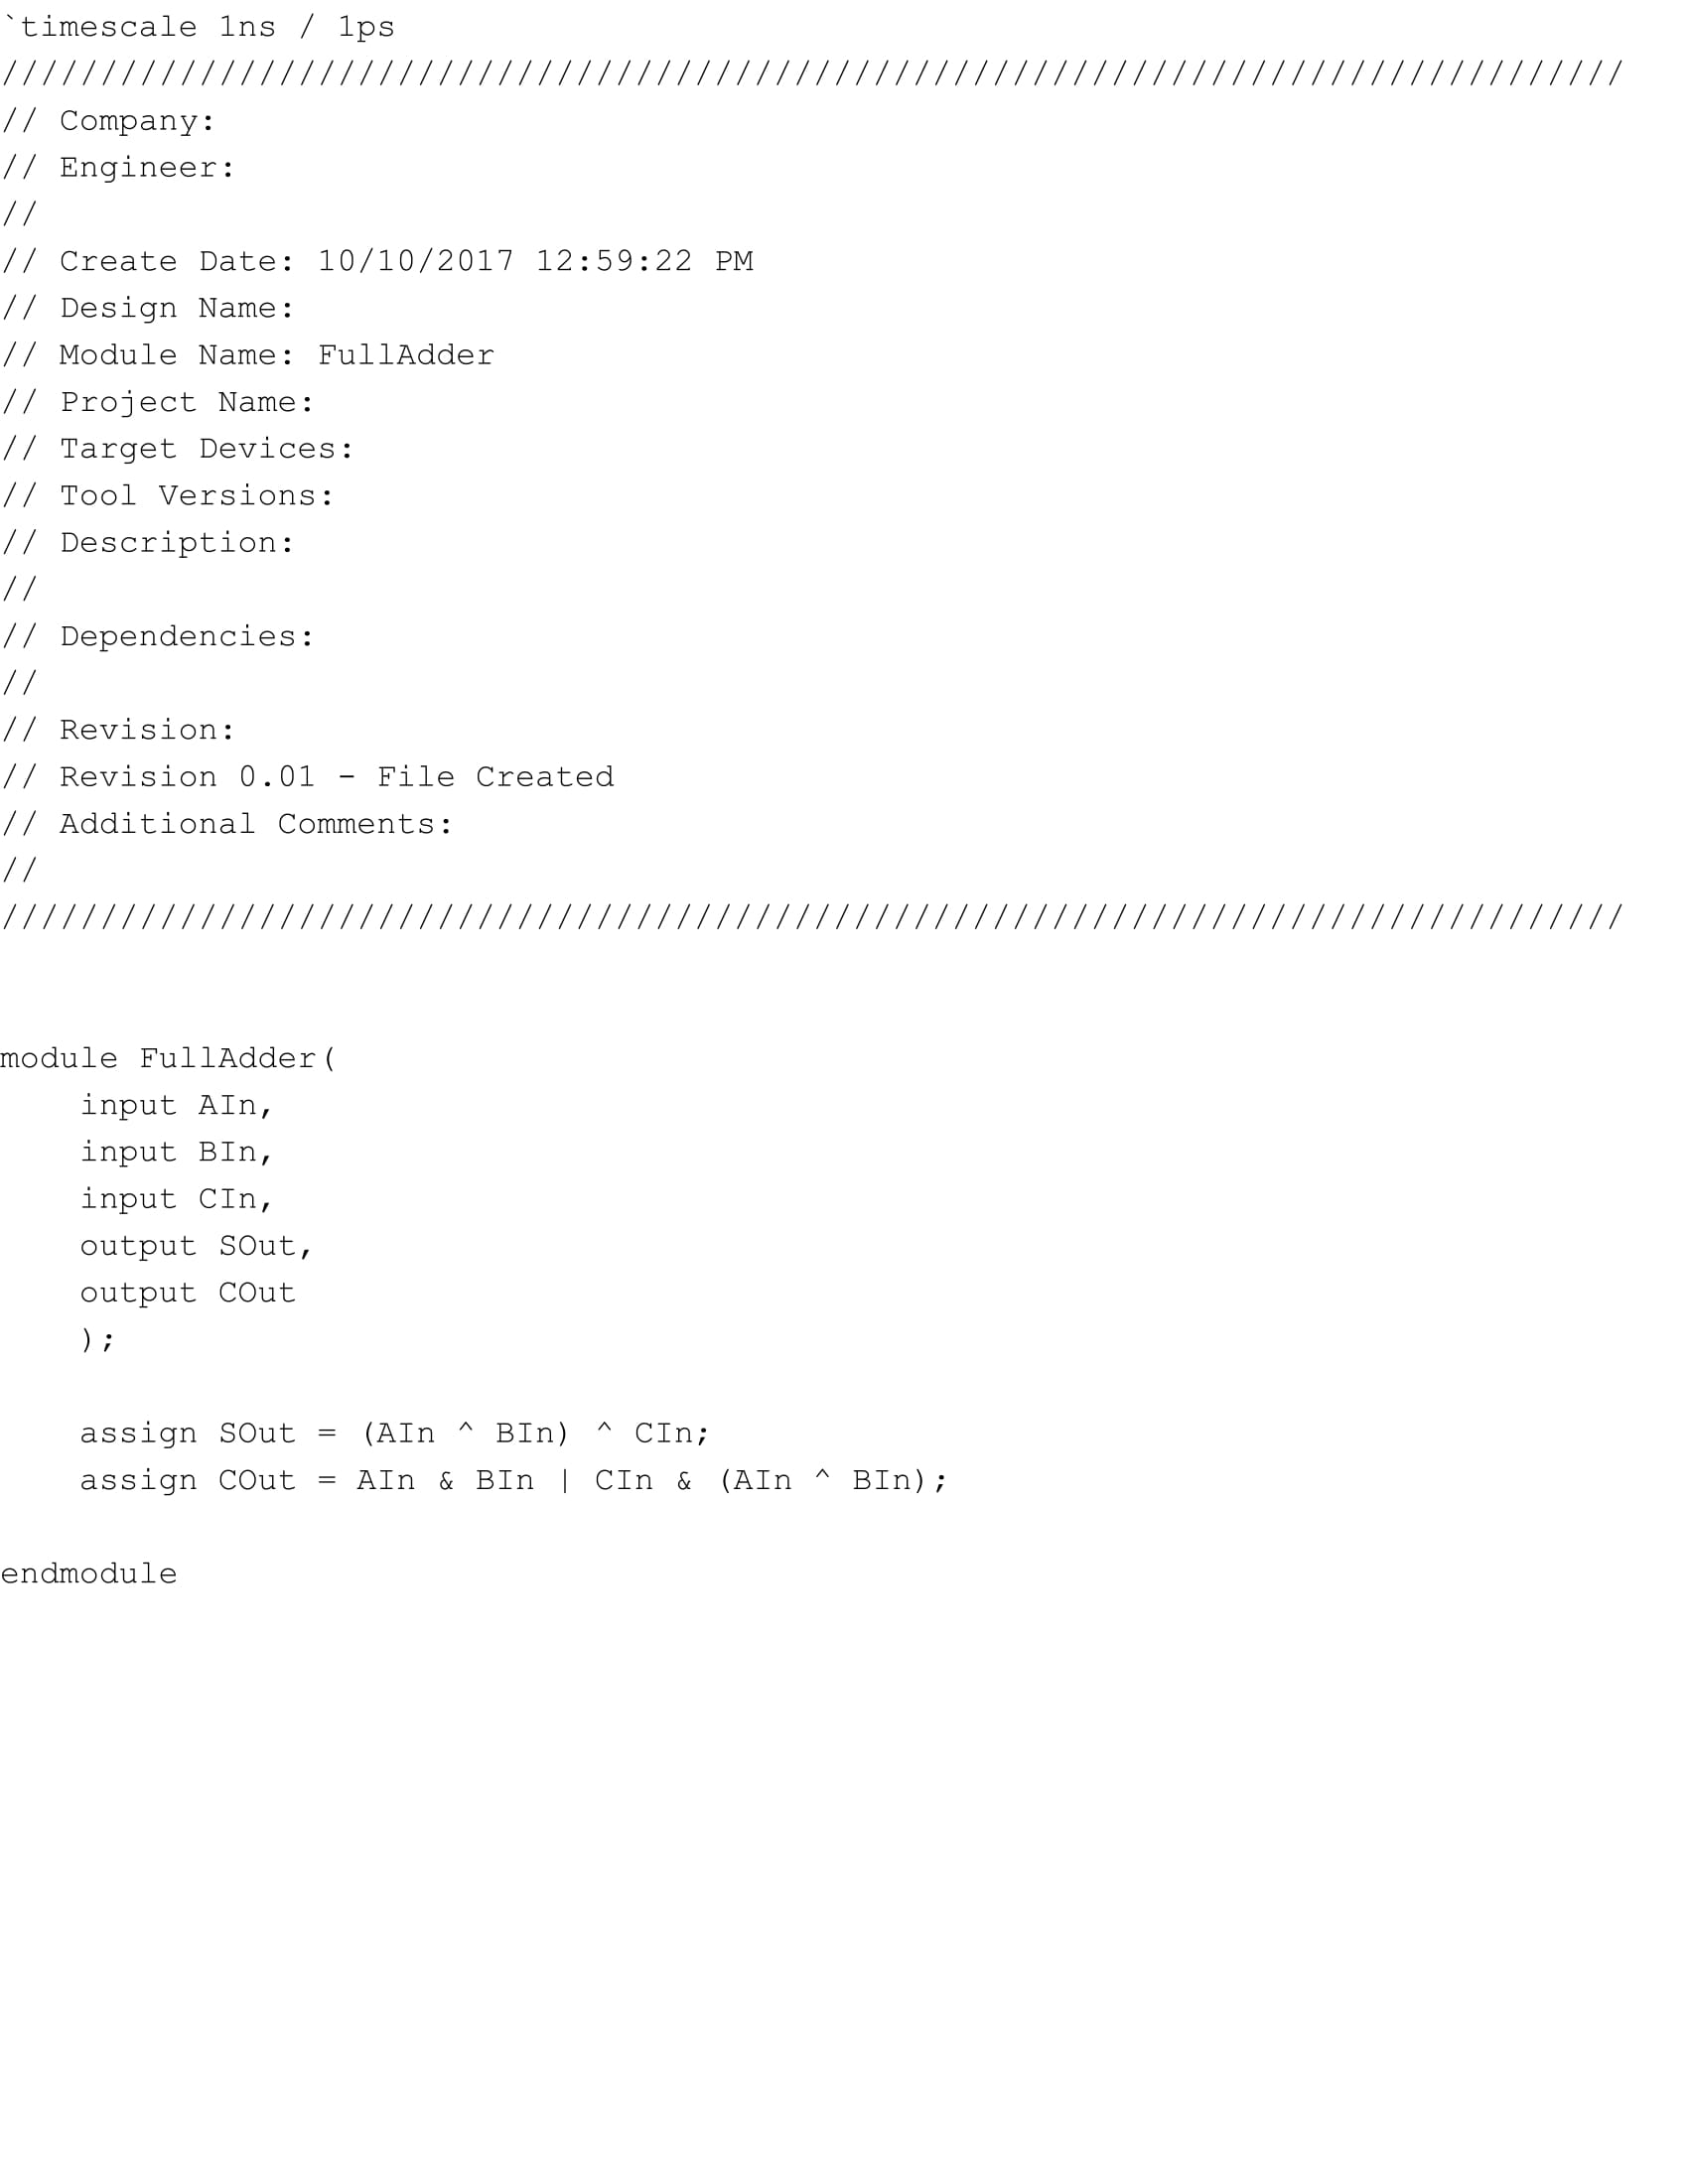 `timescale 1ns / 1ps
//////////////////////////////////////////////////////////////////////////////////
// Company:
// Engineer:
//
// Create Date: 10/10/2017 12:59:22 PM
// Design Name:
// Module Name: FullAdder
// Project Name:
// Target Devices:
// Tool Versions:
// Description:
//
// Dependencies:
//
// Revision:
// Revision 0.01 - File Created
// Additional Comments:
//
//////////////////////////////////////////////////////////////////////////////////
module FullAdder(
    input AIn,
    input BIn,
    input CIn,
    output SOut,
    output COut
    );
    assign SOut = (AIn ^ BIn) ^ CIn;
    assign COut = AIn & BIn | CIn & (AIn ^ BIn);
endmodule